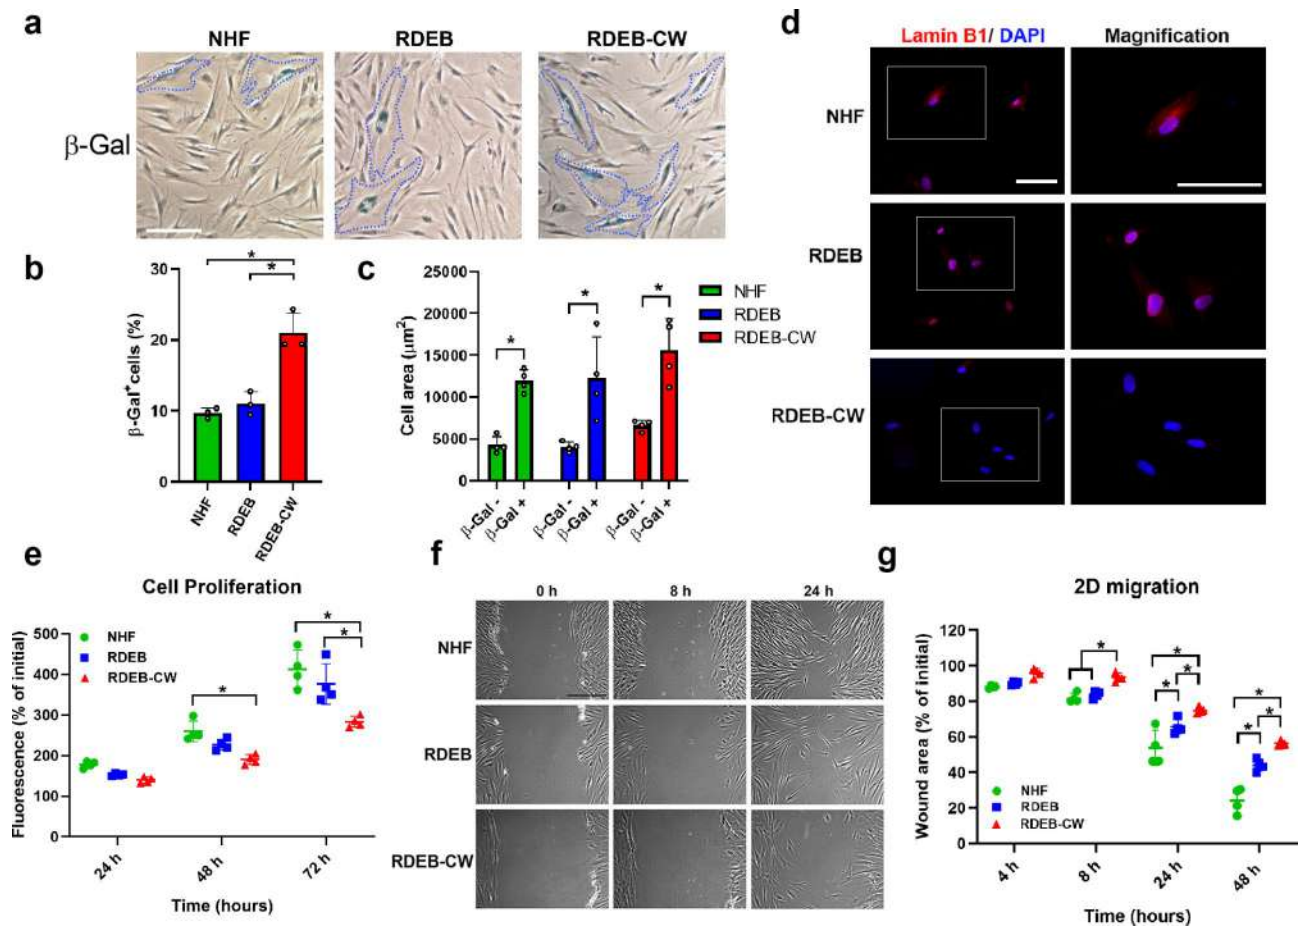 a
NHF
RDEB
RDEB-CW
β-Gal
b
β-Gal⁺cells (%)
30
20
10
0
*
*
NHF
RDEB
RDEB-CW
c
Cell area (μm²)
25000
20000
15000
10000
5000
0
*
*
*
NHF
RDEB
RDEB-CW
β-Gal -
β-Gal +
β-Gal -
β-Gal +
β-Gal -
β-Gal +
d
Lamin B1/ DAPI
Magnification
NHF
RDEB
RDEB-CW
e
Cell Proliferation
Fluorescence (% of initial)
500
400
300
200
100
0
NHF
RDEB
RDEB-CW
*
*
*
24 h
48 h
72 h
Time (hours)
f
0 h
8 h
24 h
NHF
RDEB
RDEB-CW
g
2D migration
Wound area (% of initial)
120
100
80
60
40
20
0
*
*
*
*
*
*
*
NHF
RDEB
RDEB-CW
4 h
8 h
24 h
48 h
Time (hours)